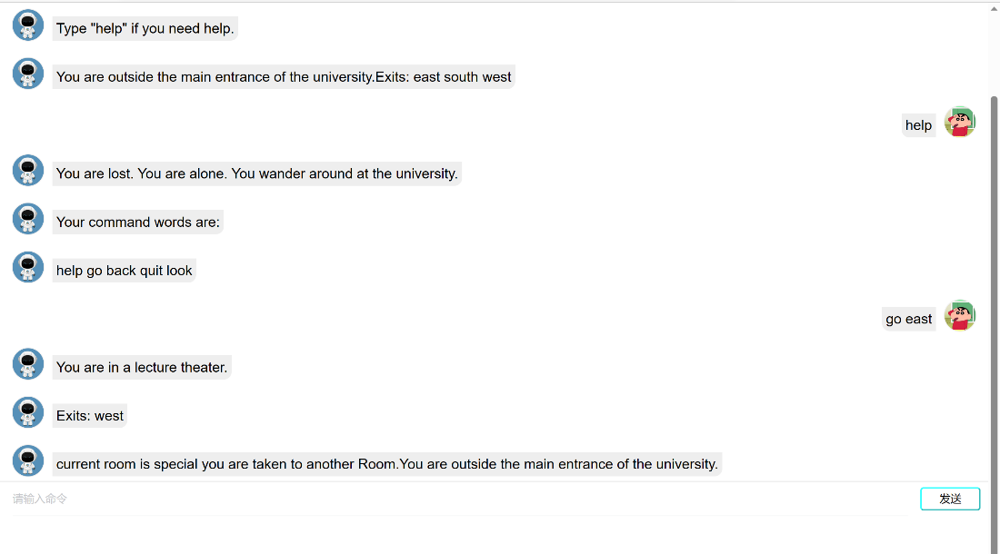 Type "help" if you need help.
You are outside the main entrance of the university.Exits: east south west
help
You are lost. You are alone. You wander around at the university.
Your command words are:
help go back quit look
go east
You are in a lecture theater.
Exits: west
current room is special you are taken to another Room.You are outside the main entrance of the university.
请输入命令
发送